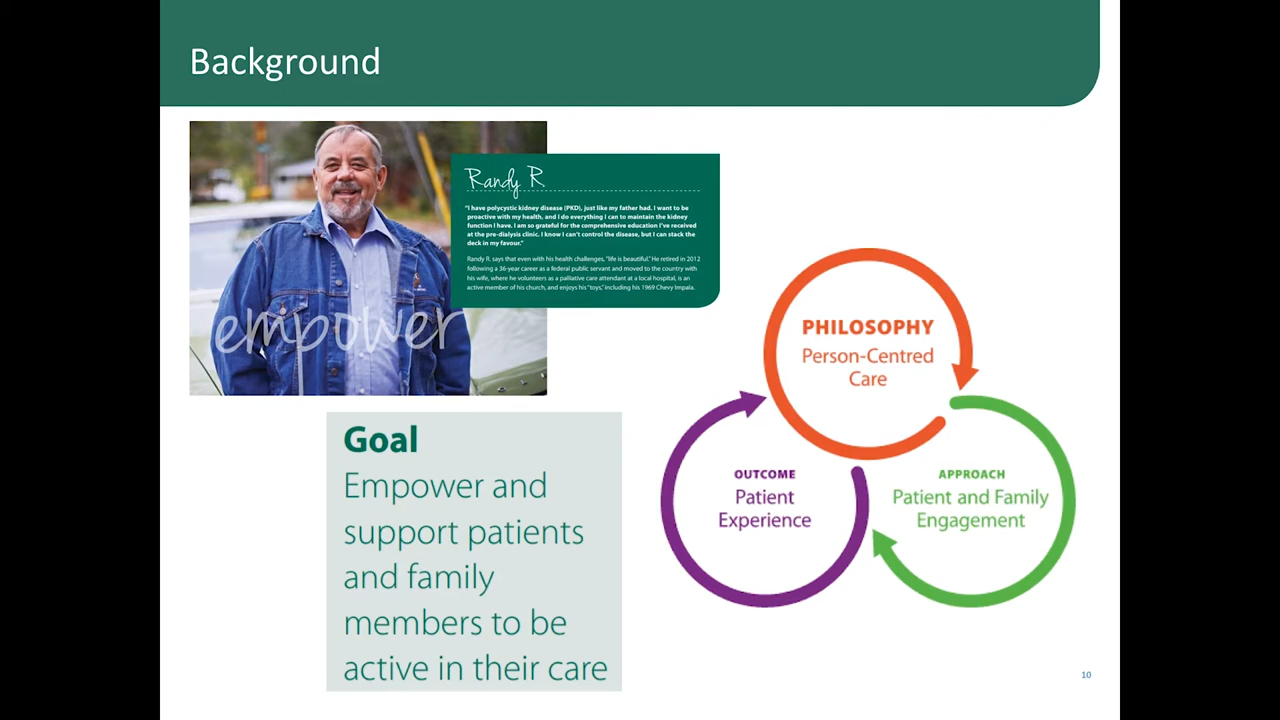 Background
Randy R
"I have polycystic kidney disease (PKD), just like my father had. I want to be
proactive with my health, and I do everything I can to maintain the kidney
function I have. I am so grateful for the comprehensive education I've received
at the pre-dialysis clinic. I know I can't control the disease, but I can stack the
deck in my favour."
Randy R. says that even with his health challenges, "life is beautiful." He retired in 2012
following a 36-year career as a federal public servant and moved to the country with
his wife, where he volunteers as a palliative care attendant at a local hospital, is an
active member of his church, and enjoys his "toys," including his 1969 Chevy Impala.
empower
Goal
Empower and
support patients
and family
members to be
active in their care
PHILOSOPHY
Person-Centred
Care
OUTCOME
Patient
Experience
APPROACH
Patient and Family
Engagement
10